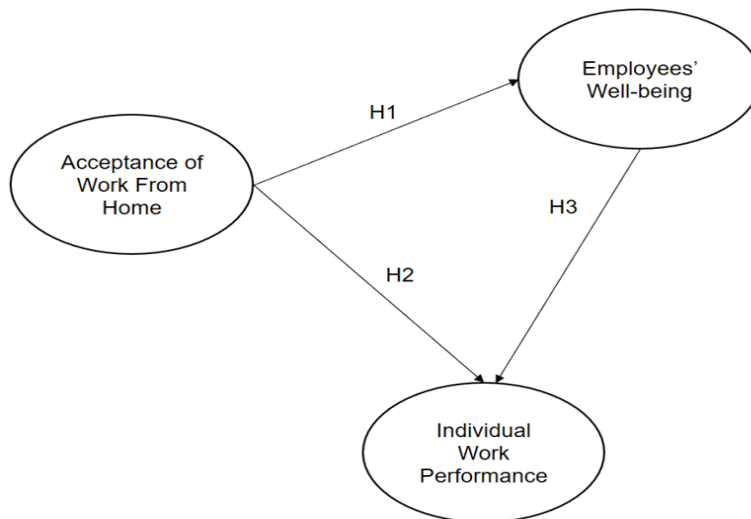 Employees'
Well-being
H1
Acceptance of
Work From
Home
H3
H2
Individual
Work
Performance